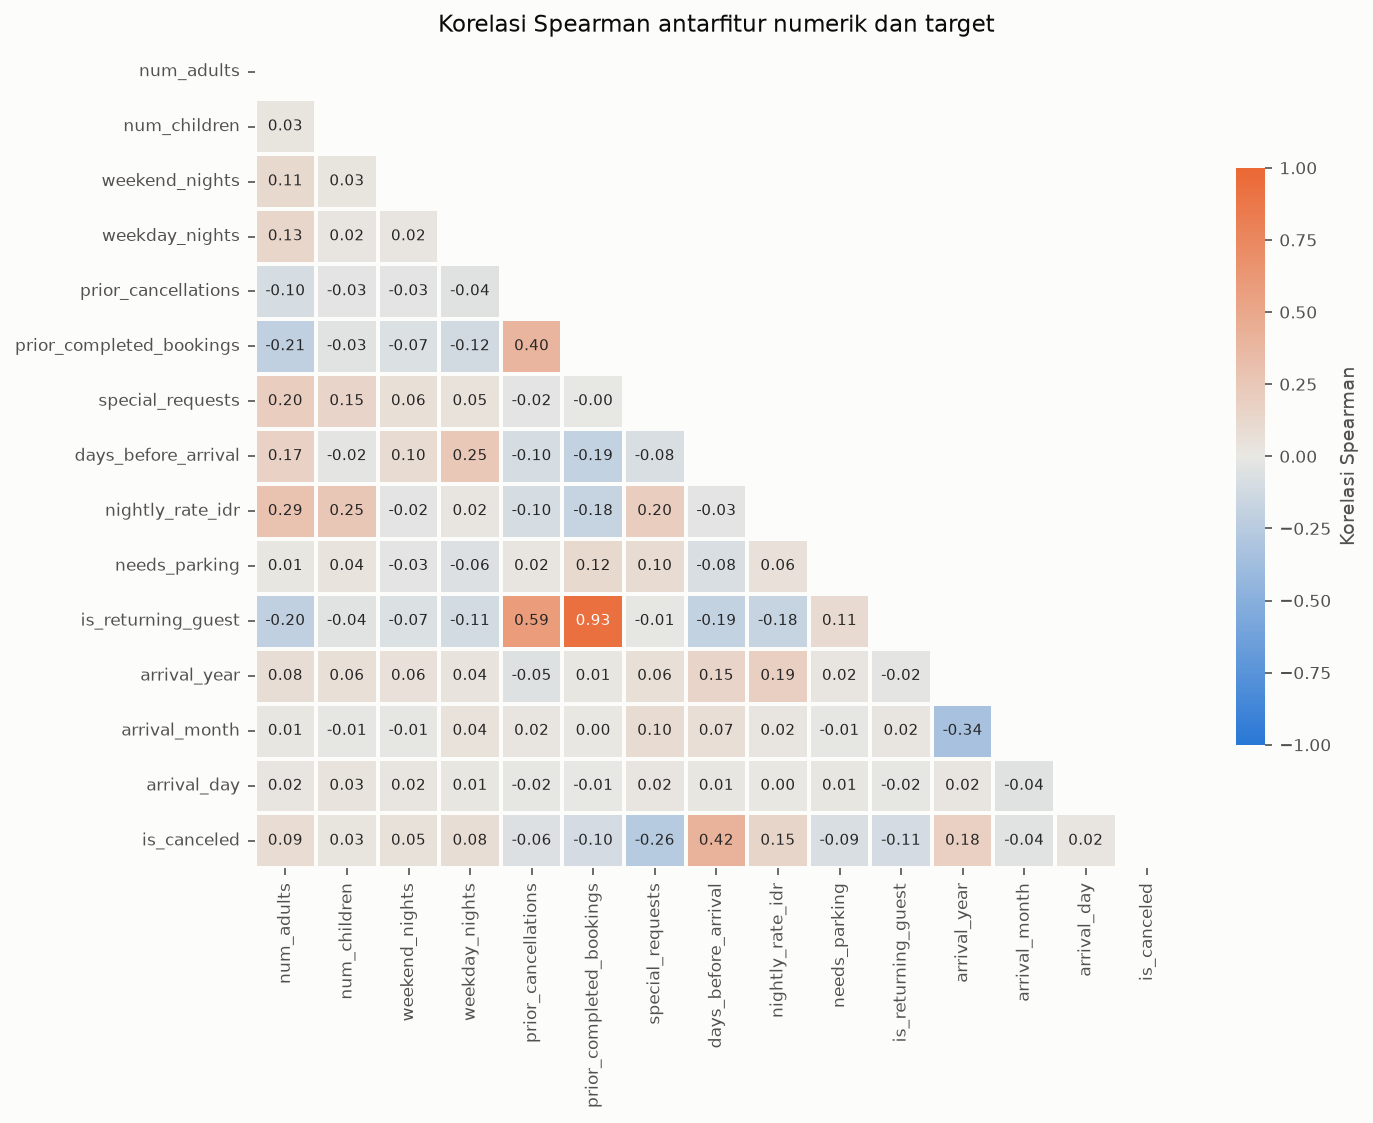 Korelasi Spearman antarfitur numerik dan target
num_adults
num_children 0.03
weekend_nights 0.11 0.03
weekday_nights 0.13 0.02 0.02
prior_cancellations -0.10 -0.03 -0.03 -0.04
prior_completed_bookings -0.21 -0.03 -0.07 -0.12 0.40
special_requests 0.20 0.15 0.06 0.05 -0.02 -0.00
days_before_arrival 0.17 -0.02 0.10 0.25 -0.10 -0.19 -0.08
nightly_rate_idr 0.29 0.25 -0.02 0.02 -0.10 -0.18 0.20 -0.03
needs_parking 0.01 0.04 -0.03 -0.06 0.02 0.12 0.10 -0.08 0.06
is_returning_guest -0.20 -0.04 -0.07 -0.11 0.59 0.93 -0.01 -0.19 -0.18 0.11
arrival_year 0.08 0.06 0.06 0.04 -0.05 0.01 0.06 0.15 0.19 0.02 -0.02
arrival_month 0.01 -0.01 -0.01 0.04 0.02 0.00 0.10 0.07 0.02 -0.01 0.02 -0.34
arrival_day 0.02 0.03 0.02 0.01 -0.02 -0.01 0.02 0.01 0.00 0.01 -0.02 0.02 -0.04
is_canceled 0.09 0.03 0.05 0.08 -0.06 -0.10 -0.26 0.42 0.15 -0.09 -0.11 0.18 -0.04 0.02
num_adults
num_children
weekend_nights
weekday_nights
prior_cancellations
prior_completed_bookings
special_requests
days_before_arrival
nightly_rate_idr
needs_parking
is_returning_guest
arrival_year
arrival_month
arrival_day
is_canceled
1.00
0.75
0.50
0.25
0.00
−0.25
−0.50
−0.75
−1.00
Korelasi Spearman